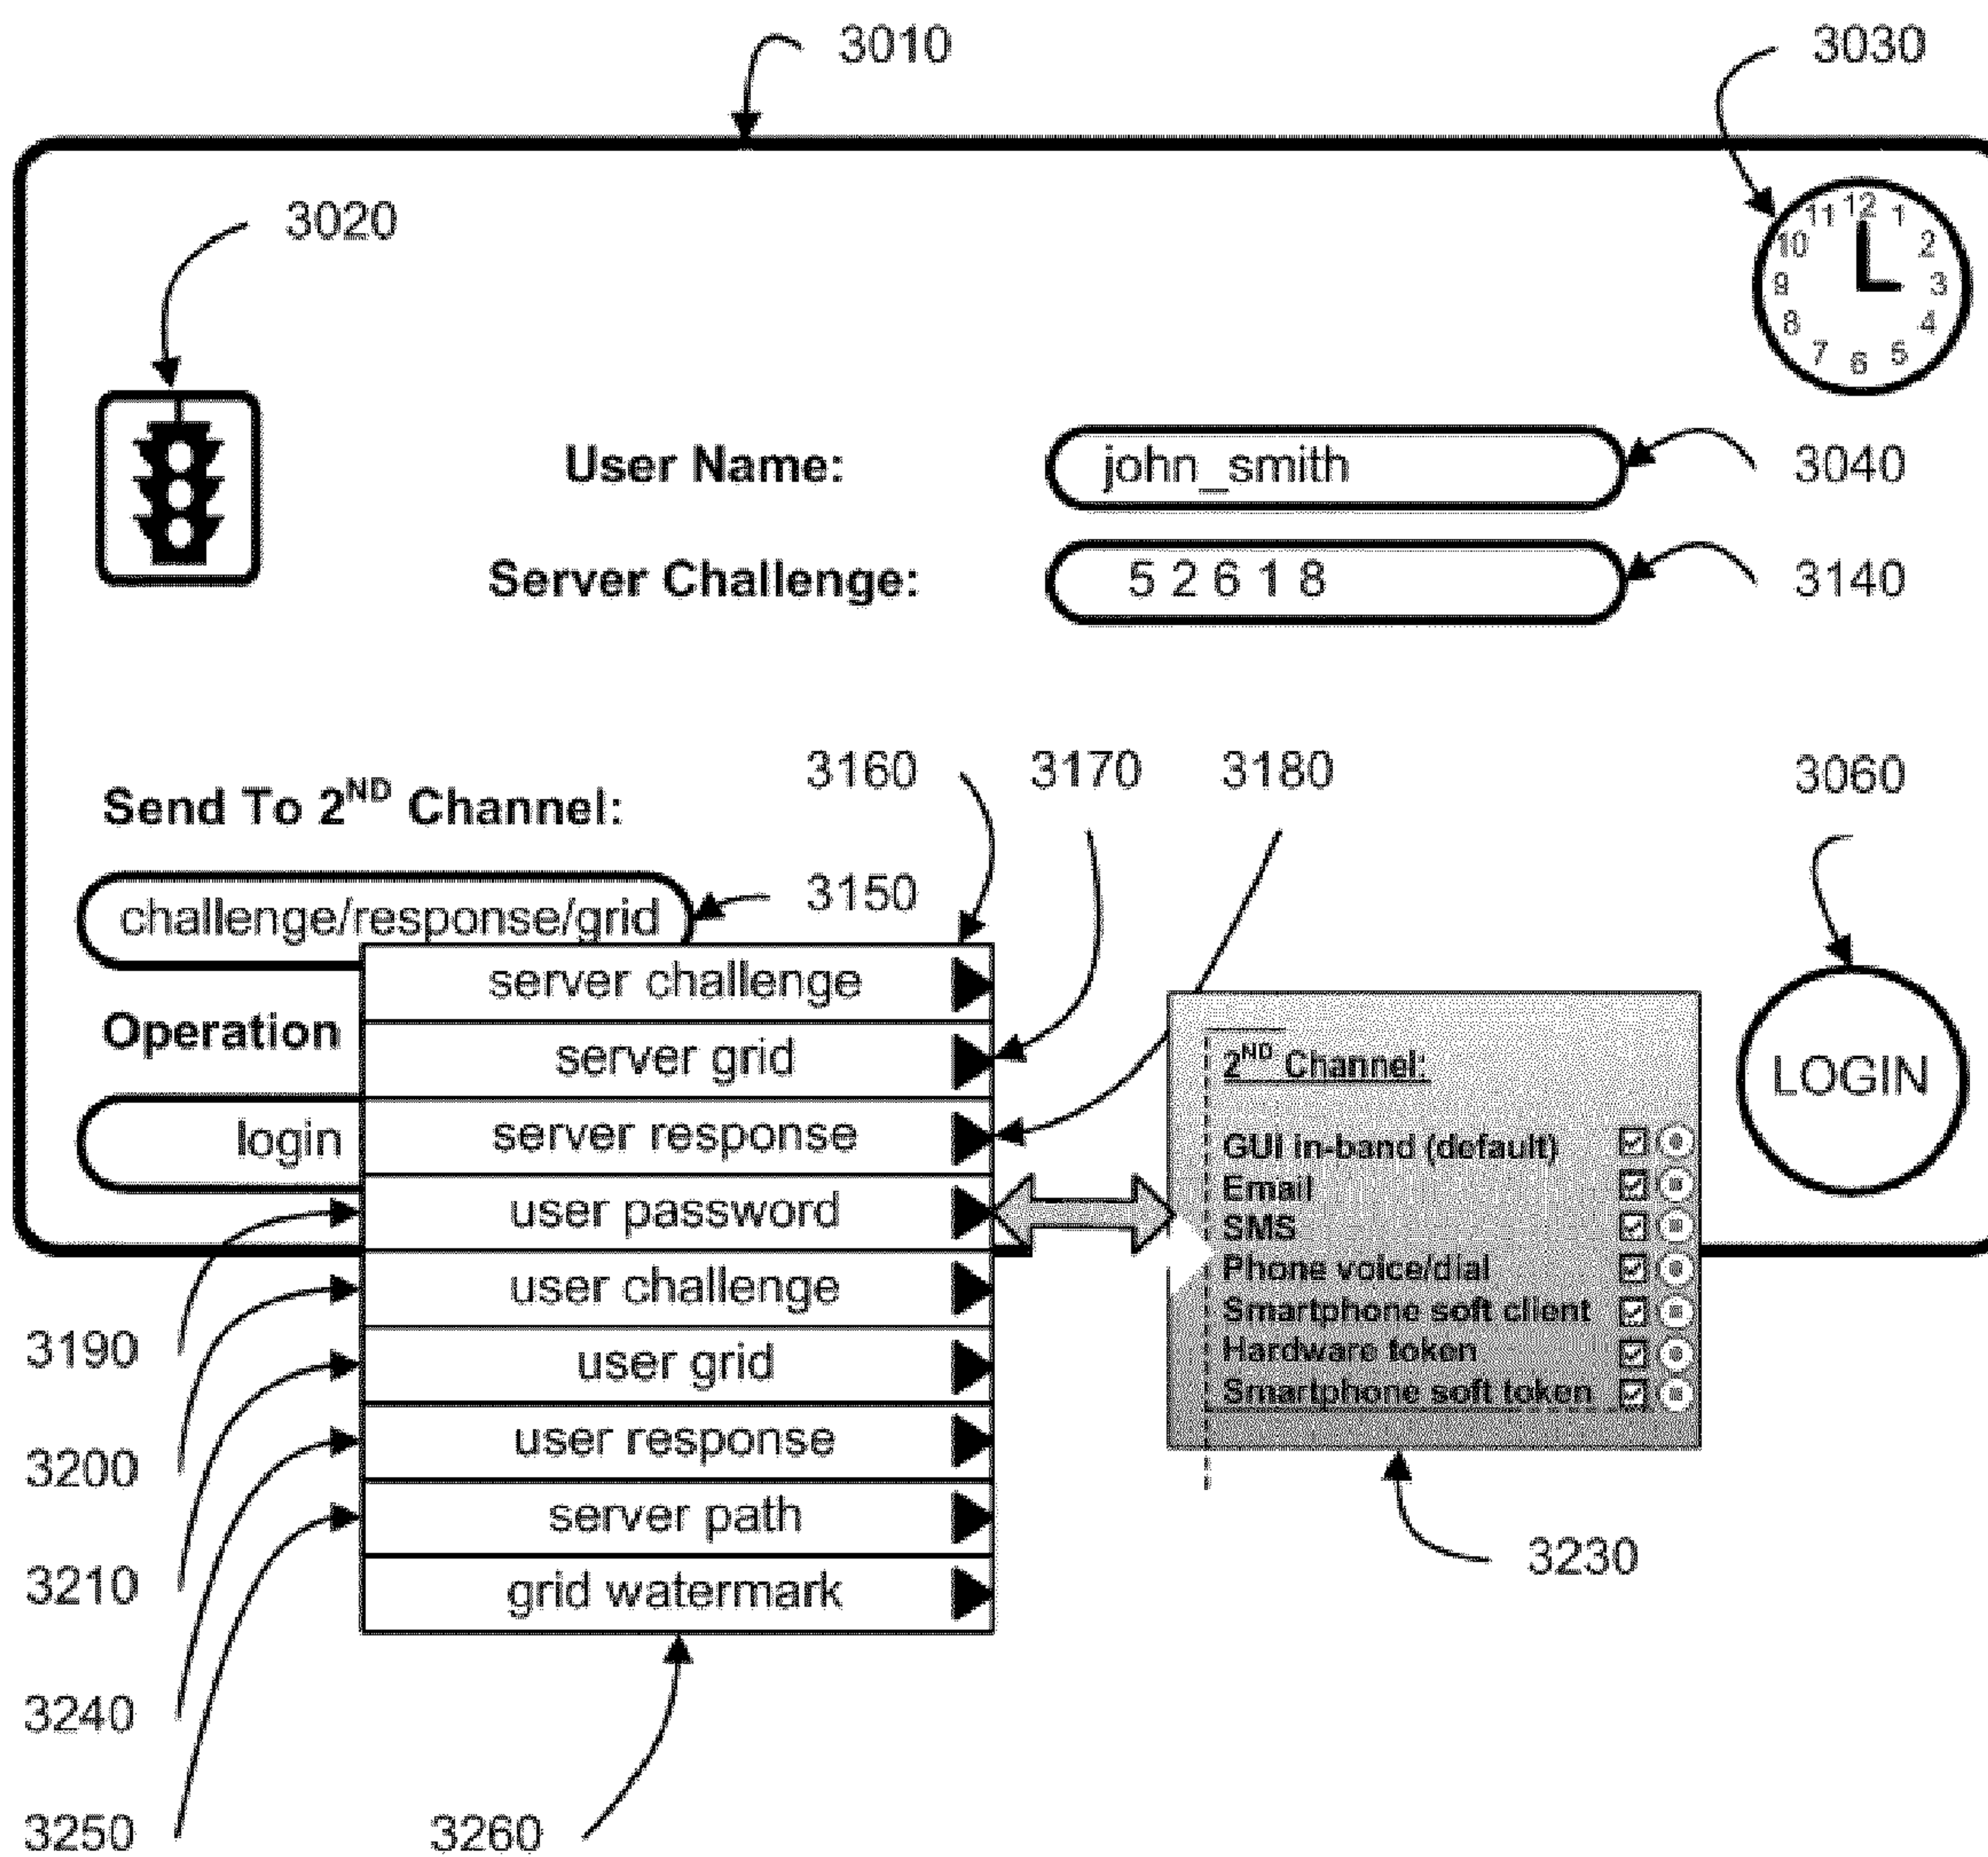 3010
3030
3020
11 12 1
10 2
9 3
8 4
7 6 5
User Name: john_smith 3040
Server Challenge: 5 2 6 1 8 3140
3160 3170 3180 3060
Send To 2ND Channel:
challenge/response/grid 3150
server challenge
Operation
server grid
login
server response
user password
user challenge
user grid
user response
server path
grid watermark
2ND Channel:
GUI in-band (default)
Email
SMS
Phone voice/dial
Smartphone soft client
Hardware token
Smartphone soft token
LOGIN
3190
3200
3210
3230
3240
3250
3260